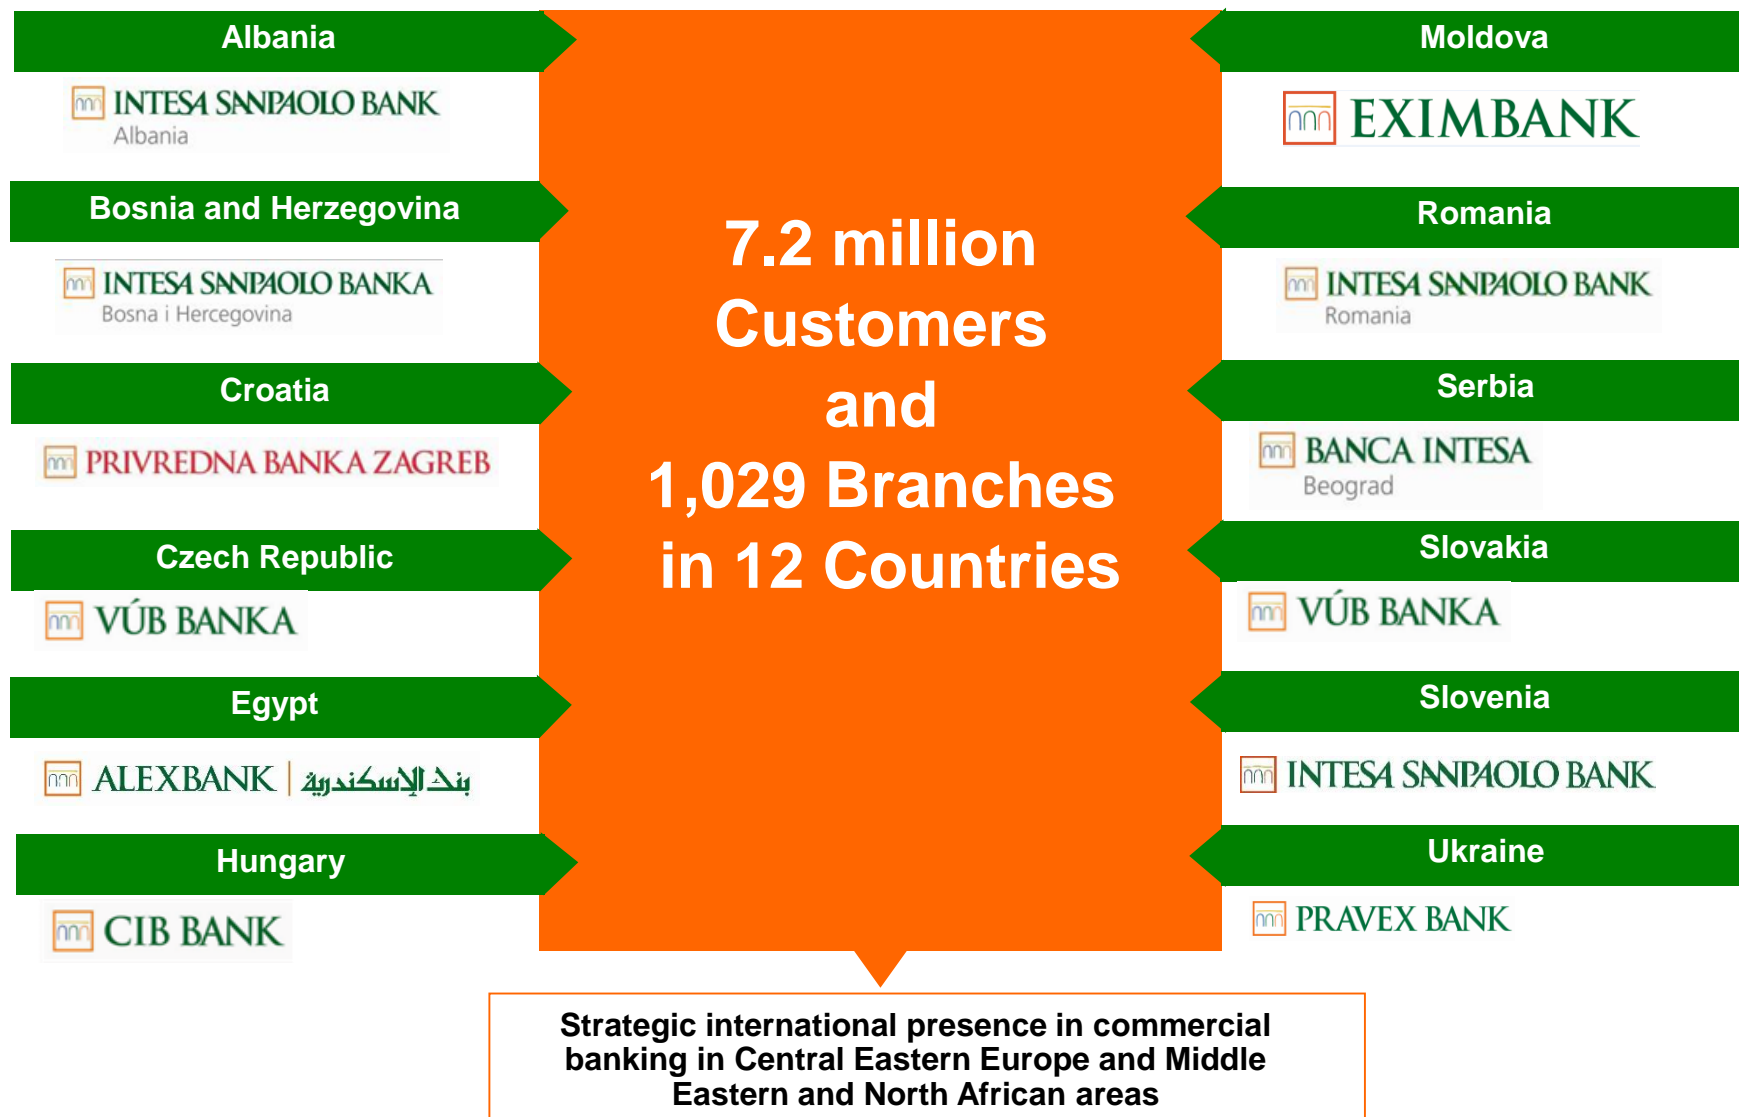 Albania
INTESA SANPAOLO BANK
Albania
Bosnia and Herzegovina
INTESA SANPAOLO BANKA
Bosna i Hercegovina
Croatia
PRIVREDNA BANKA ZAGREB
Czech Republic
VÚB BANKA
Egypt
ALEXBANK | بنك الإسكندرية
Hungary
CIB BANK
7.2 million
Customers
and
1,029 Branches
in 12 Countries
Moldova
EXIMBANK
Romania
INTESA SANPAOLO BANK
Romania
Serbia
BANCA INTESA
Beograd
Slovakia
VÚB BANKA
Slovenia
INTESA SANPAOLO BANK
Ukraine
PRAVEX BANK
Strategic international presence in commercial
banking in Central Eastern Europe and Middle
Eastern and North African areas